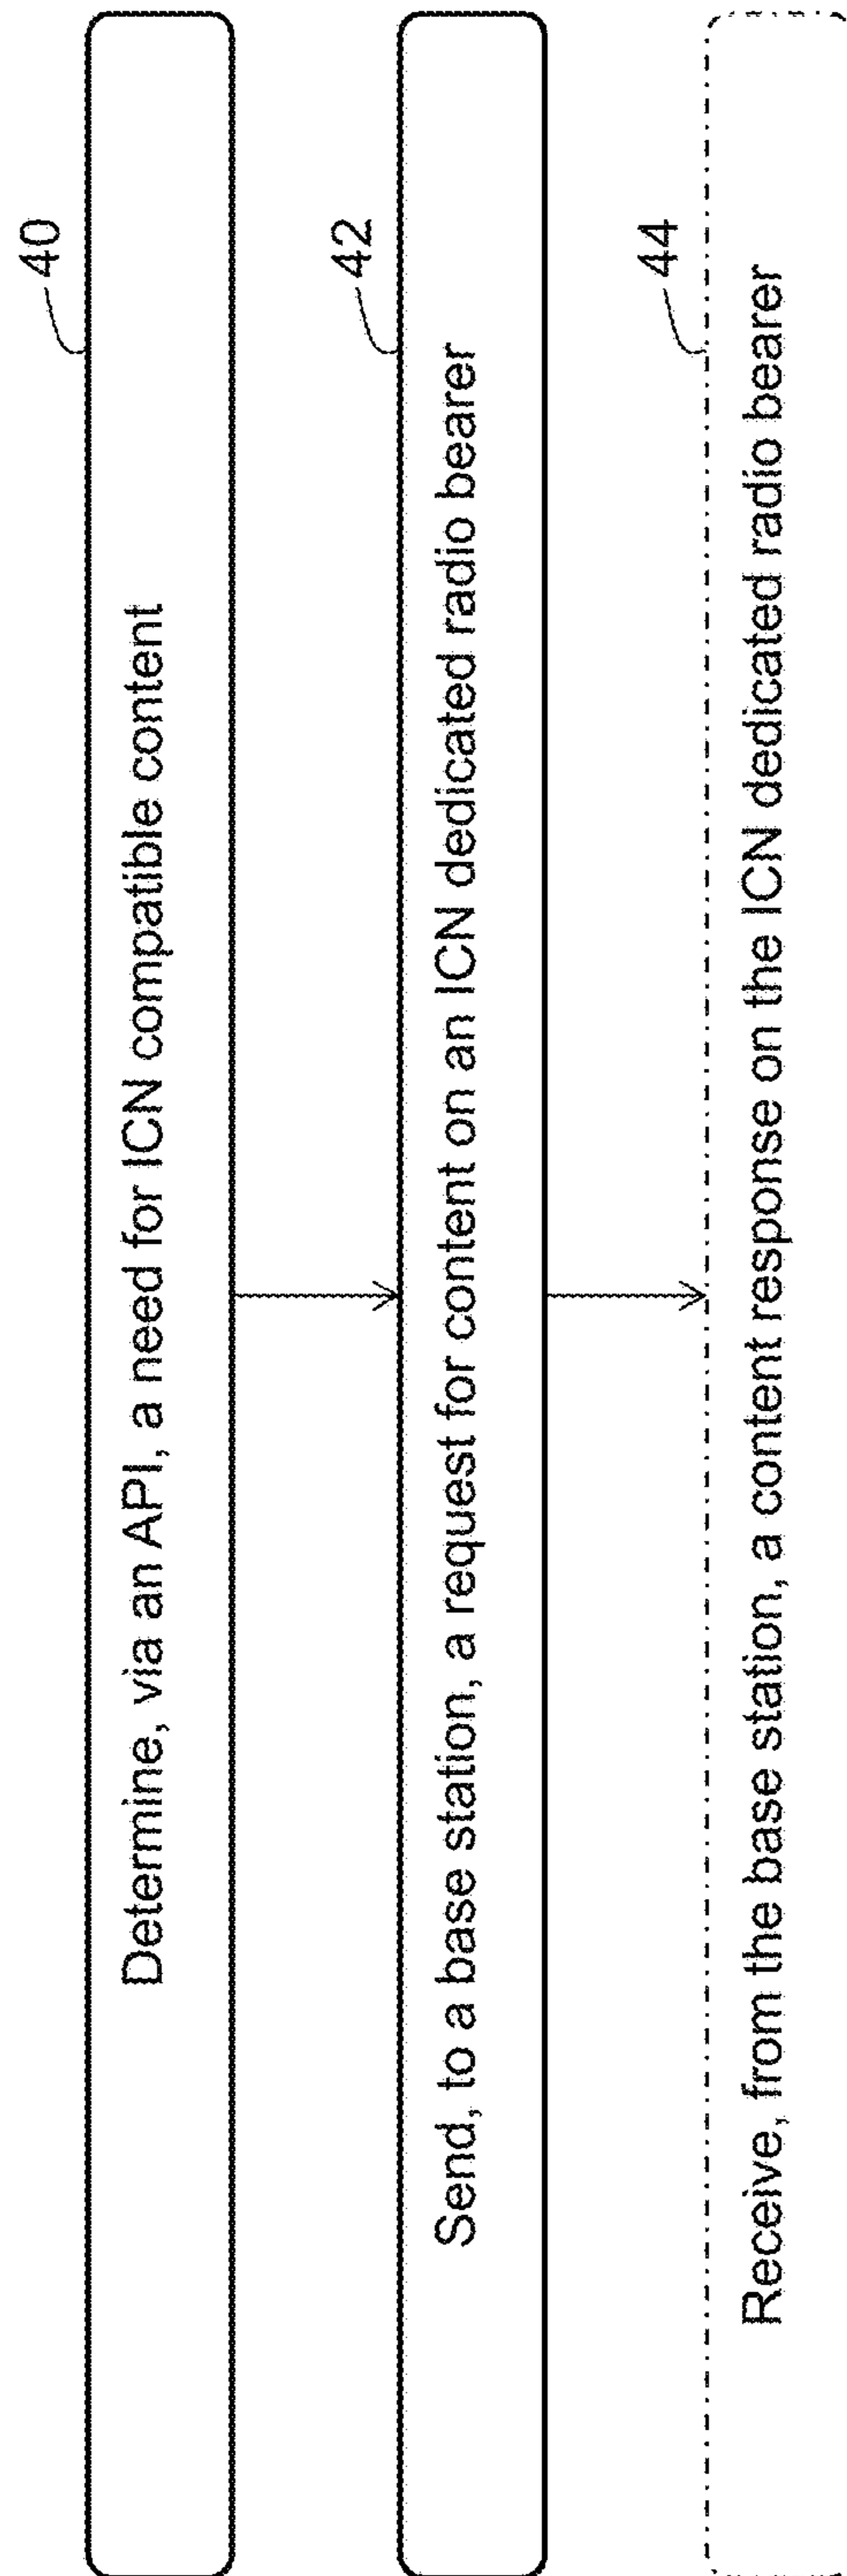 40
Determine, via an API, a need for ICN compatible content
42
Send, to a base station, a request for content on an ICN dedicated radio bearer
44
Receive, from the base station, a content response on the ICN dedicated radio bearer